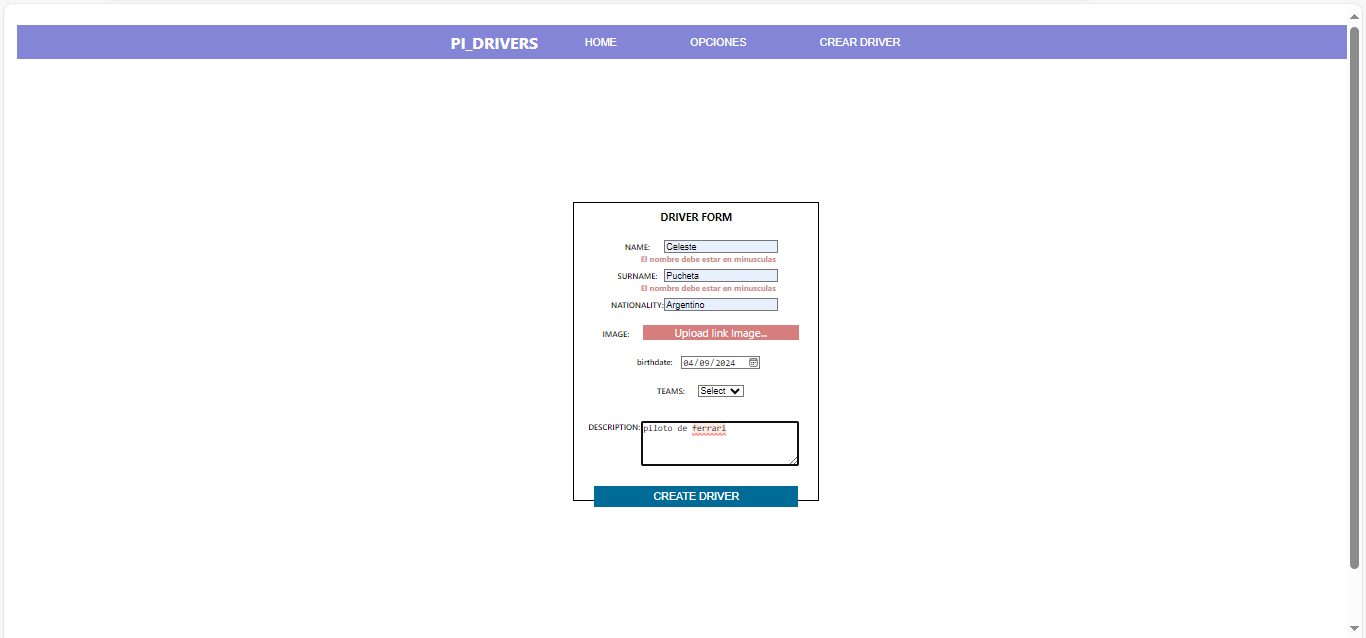 PI_DRIVERS HOME OPCIONES CREAR DRIVER
DRIVER FORM
NAME: Celeste
El nombre debe estar en minusculas
SURNAME: Pucheta
El nombre debe estar en minusculas
NATIONALITY: Argentino
IMAGE: Upload link Image...
birthdate: 04/09/2024
TEAMS: Select
DESCRIPTION: piloto de ferrari
CREATE DRIVER